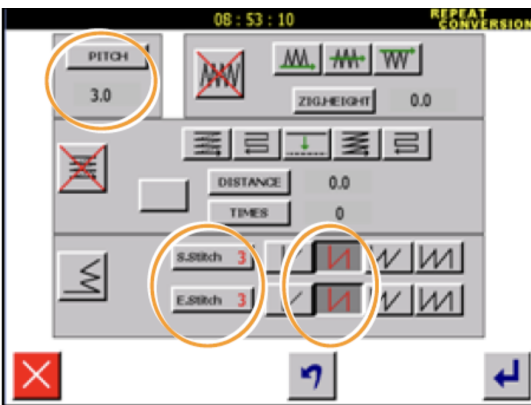 08:53:10
REPEAT
CONVERSION
PITCH
3.0
ZIG.HEIGHT 0.0
DISTANCE 0.0
TIMES 0
S.Stitch 3
E.Stitch 3